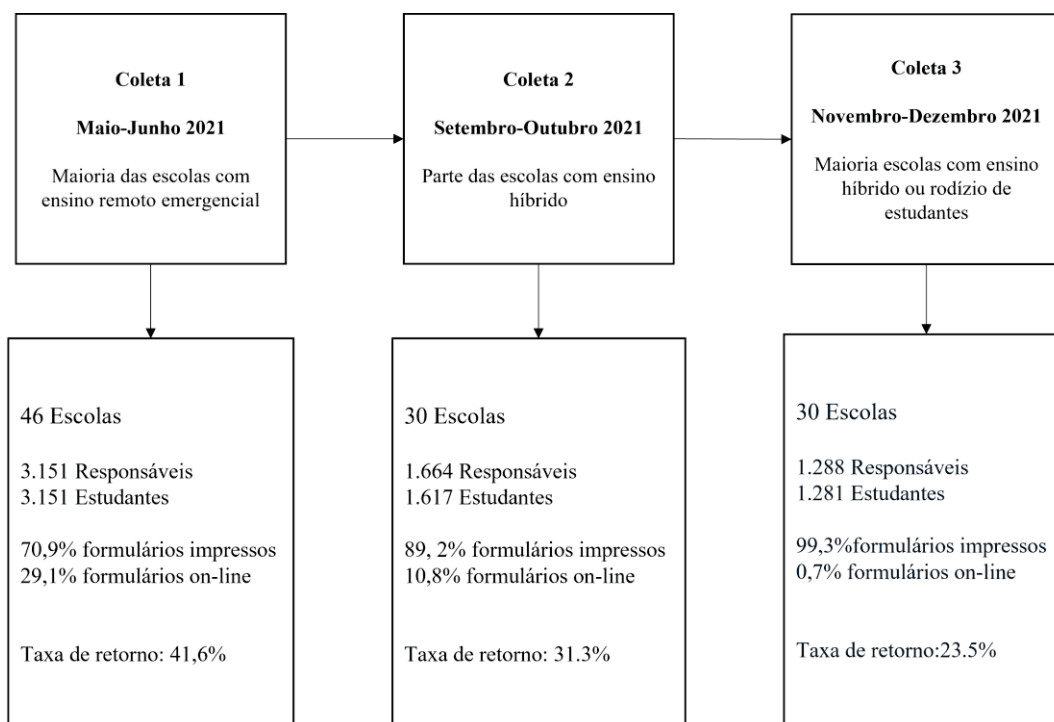 Coleta 1
Maio-Junho 2021
Maioria das escolas com
ensino remoto emergencial
Coleta 2
Setembro-Outubro 2021
Parte das escolas com ensino
híbrido
Coleta 3
Novembro-Dezembro 2021
Maioria escolas com ensino
híbrido ou rodízio de
estudantes
46 Escolas
3.151 Responsáveis
3.151 Estudantes
70,9% formulários impressos
29,1% formulários on-line
Taxa de retorno: 41,6%
30 Escolas
1.664 Responsáveis
1.617 Estudantes
89, 2% formulários impressos
10,8% formulários on-line
Taxa de retorno: 31.3%
30 Escolas
1.288 Responsáveis
1.281 Estudantes
99,3%formulários impressos
0,7% formulários on-line
Taxa de retorno:23.5%